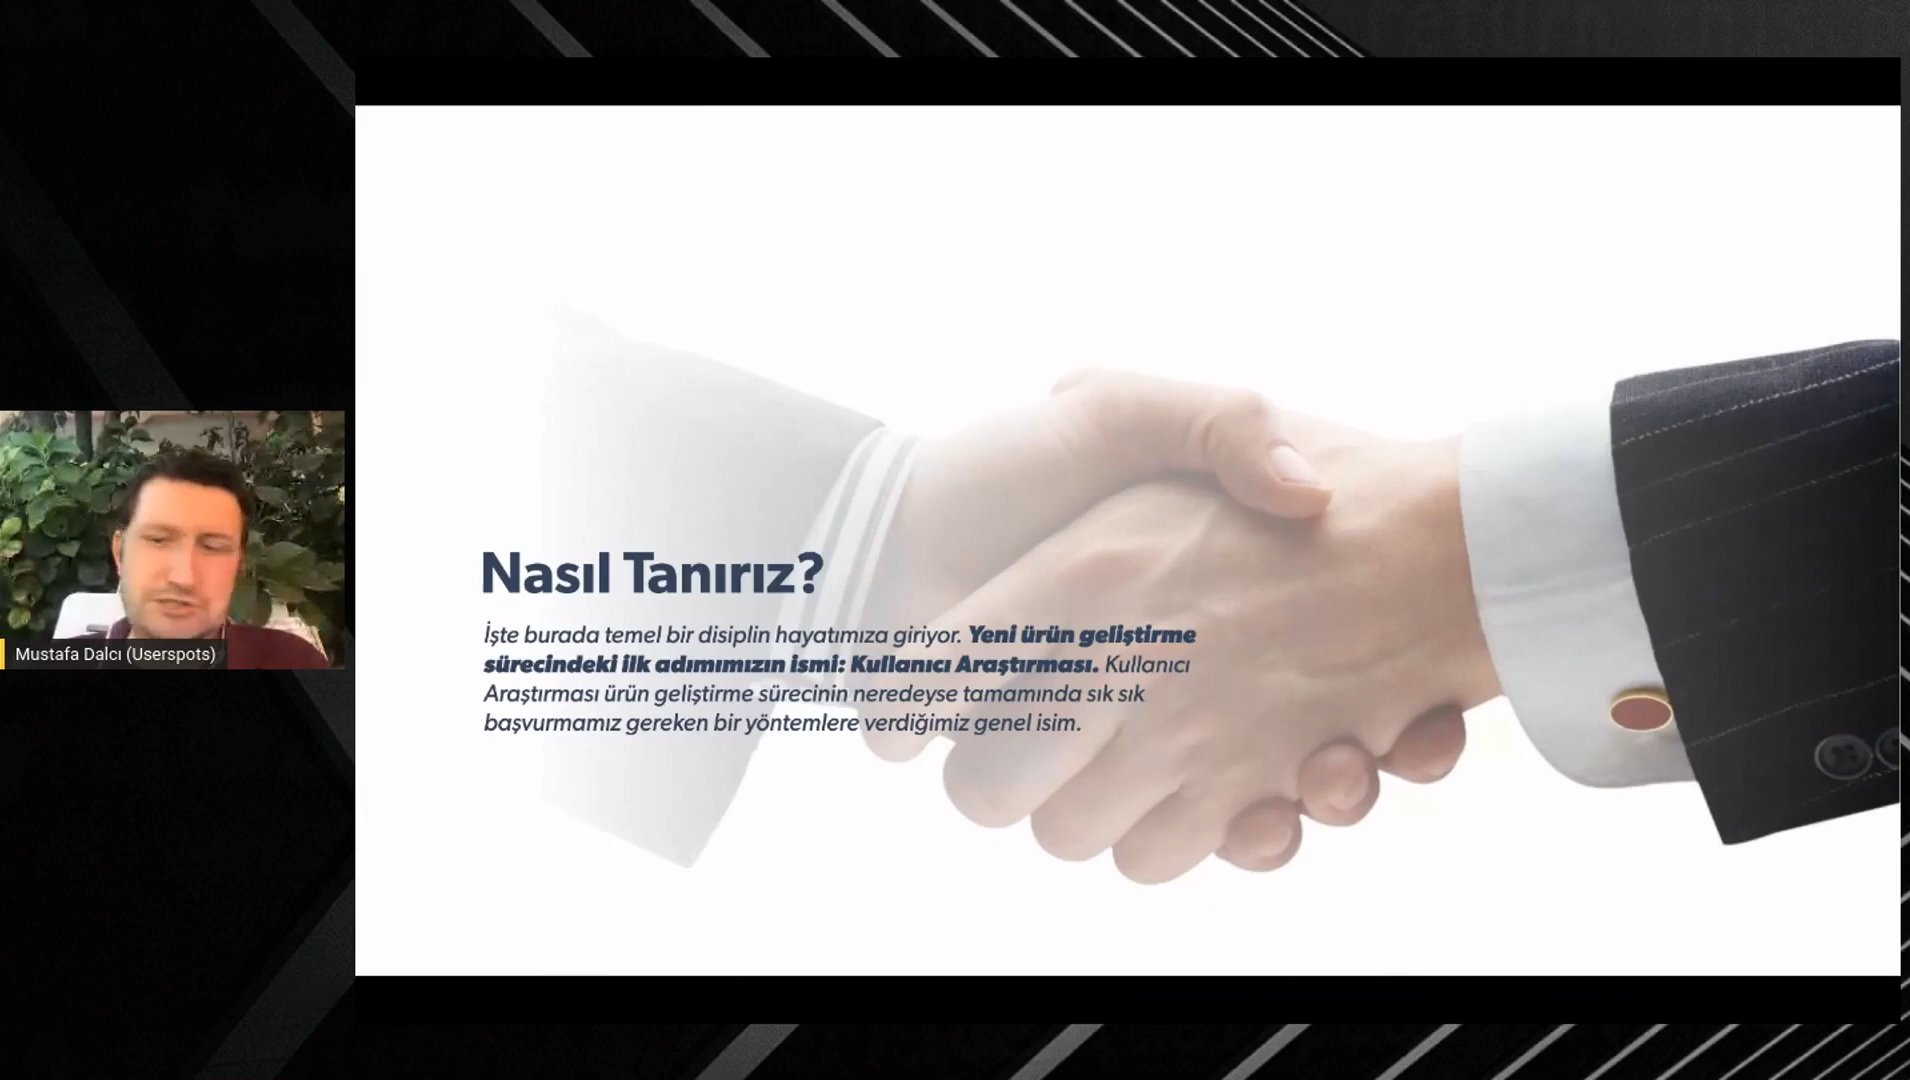 Nasıl Tanırız?
İşte burada temel bir disiplin hayatımıza giriyor. Yeni ürün geliştirme
sürecindeki ilk adımımızın ismi: Kullanıcı Araştırması. Kullanıcı
Araştırması ürün geliştirme sürecinin neredeyse tamamında sık sık
başvurmamız gereken bir yöntemlere verdiğimiz genel isim.
Mustafa Dalcı (Userspots)